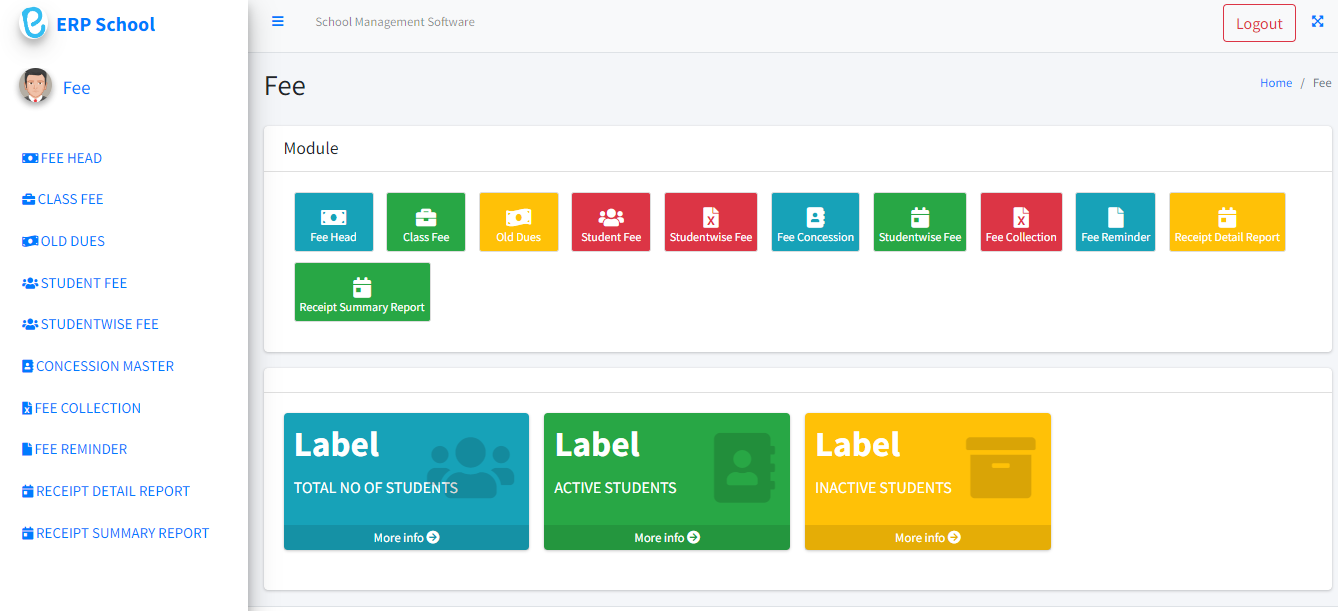 ERP School
School Management Software
Logout
Fee
Fee
Home / Fee
FEE HEAD
CLASS FEE
OLD DUES
STUDENT FEE
STUDENTWISE FEE
CONCESSION MASTER
FEE COLLECTION
FEE REMINDER
RECEIPT DETAIL REPORT
RECEIPT SUMMARY REPORT
Module
Fee Head Class Fee Old Dues Student Fee Studentwise Fee Fee Concession Studentwise Fee Fee Collection Fee Reminder Receipt Detail Report
Receipt Summary Report
Label Label Label
TOTAL NO OF STUDENTS ACTIVE STUDENTS INACTIVE STUDENTS
More info More info More info